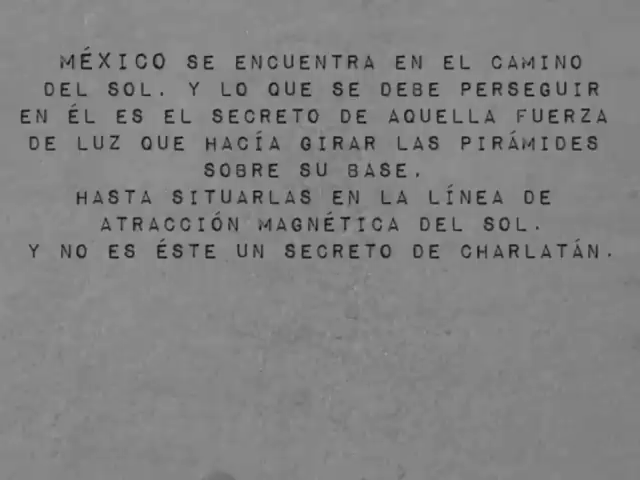 MÉXICO SE ENCUENTRA EN EL CAMINO
DEL SOL. Y LO QUE SE DEBE PERSEGUIR
EN ÉL ES EL SECRETO DE AQUELLA FUERZA
DE LUZ QUE HACÍA GIRAR LAS PIRÁMIDES
SOBRE SU BASE.
HASTA SITUARLAS EN LA LÍNEA DE
ATRACCIÓN MAGNÉTICA DEL SOL.
Y NO ES ÉSTE UN SECRETO DE CHARLATÁN.